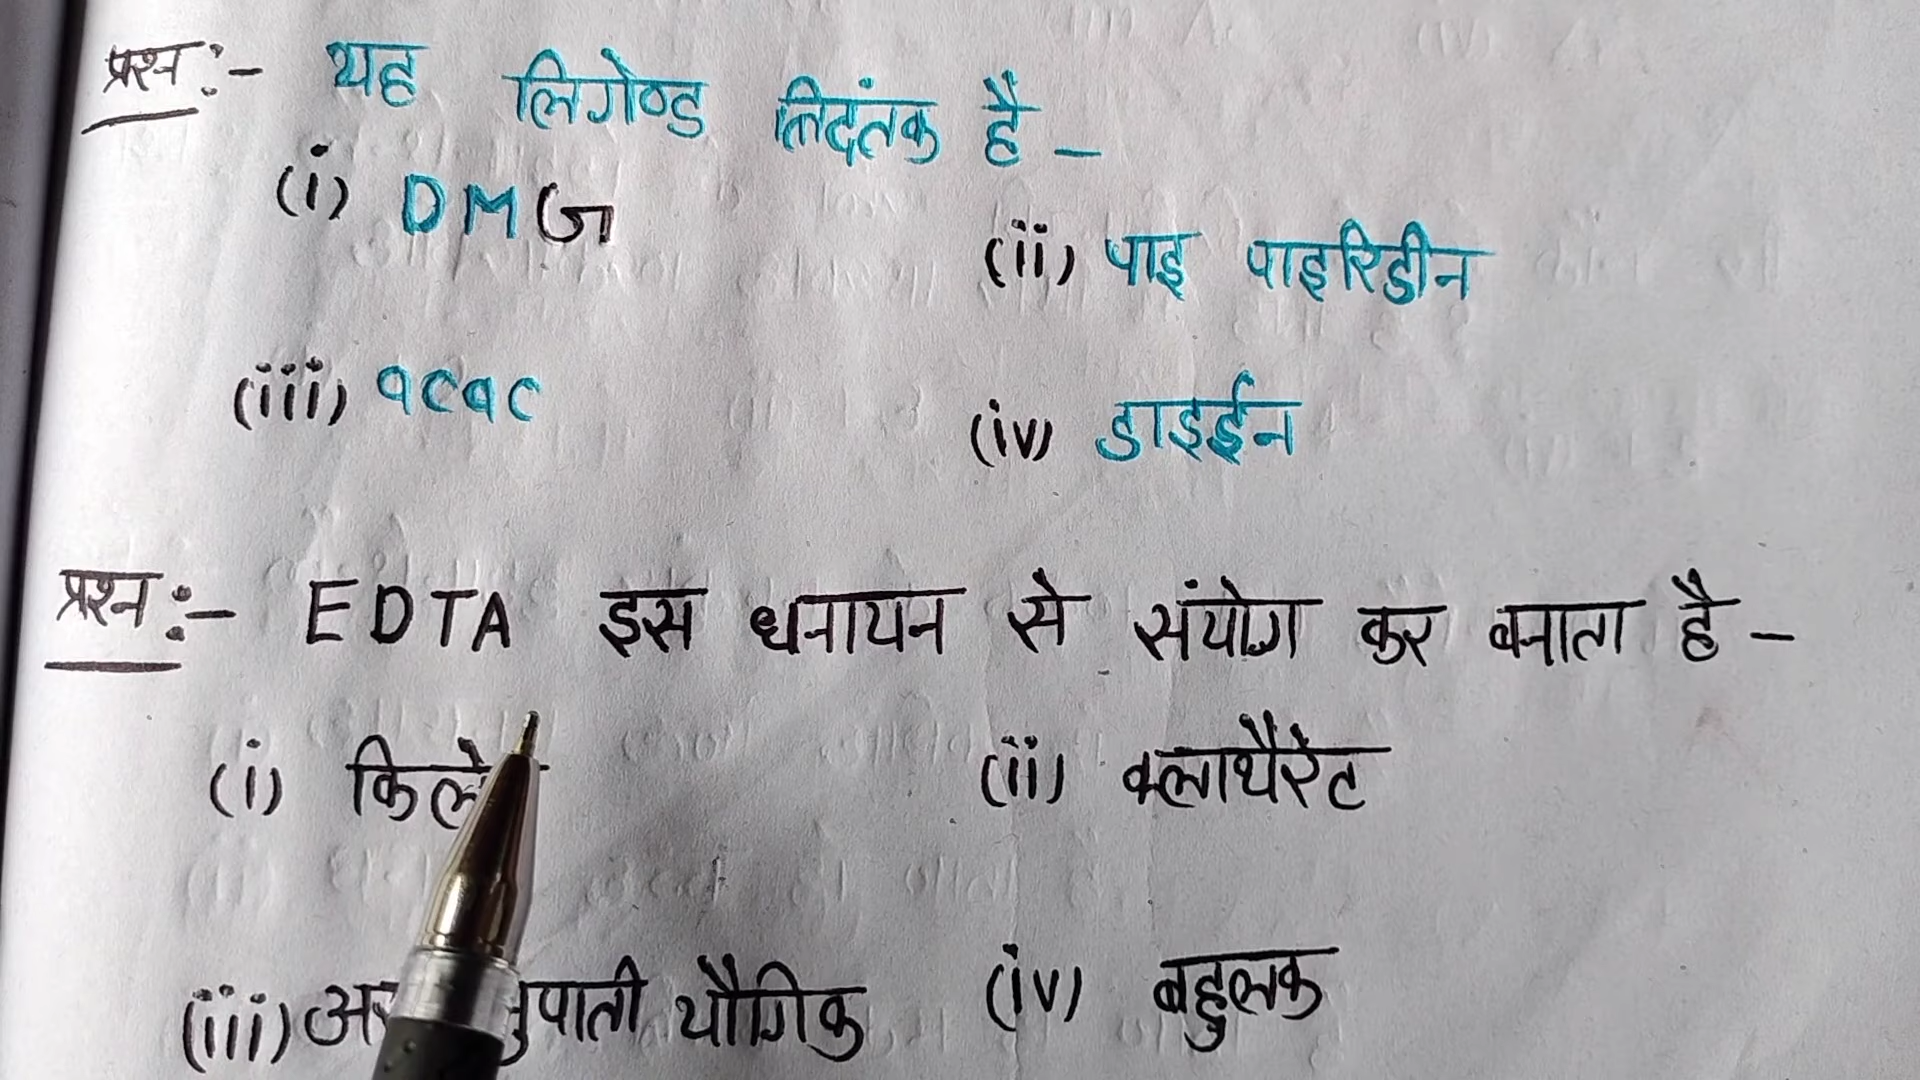 प्रश्न :- यह लिगेण्ड त्रिदंतक है -
(i) DMG
(ii) पाइ पाइरिडीन
(iii) acac
(iv) डाइईन
प्रश्न :- EDTA इस धनायन से संयोग कर बनाता है -
(i)
(ii) क्लाथैरेट
(iii) यौगिक
(iv) बहुलक